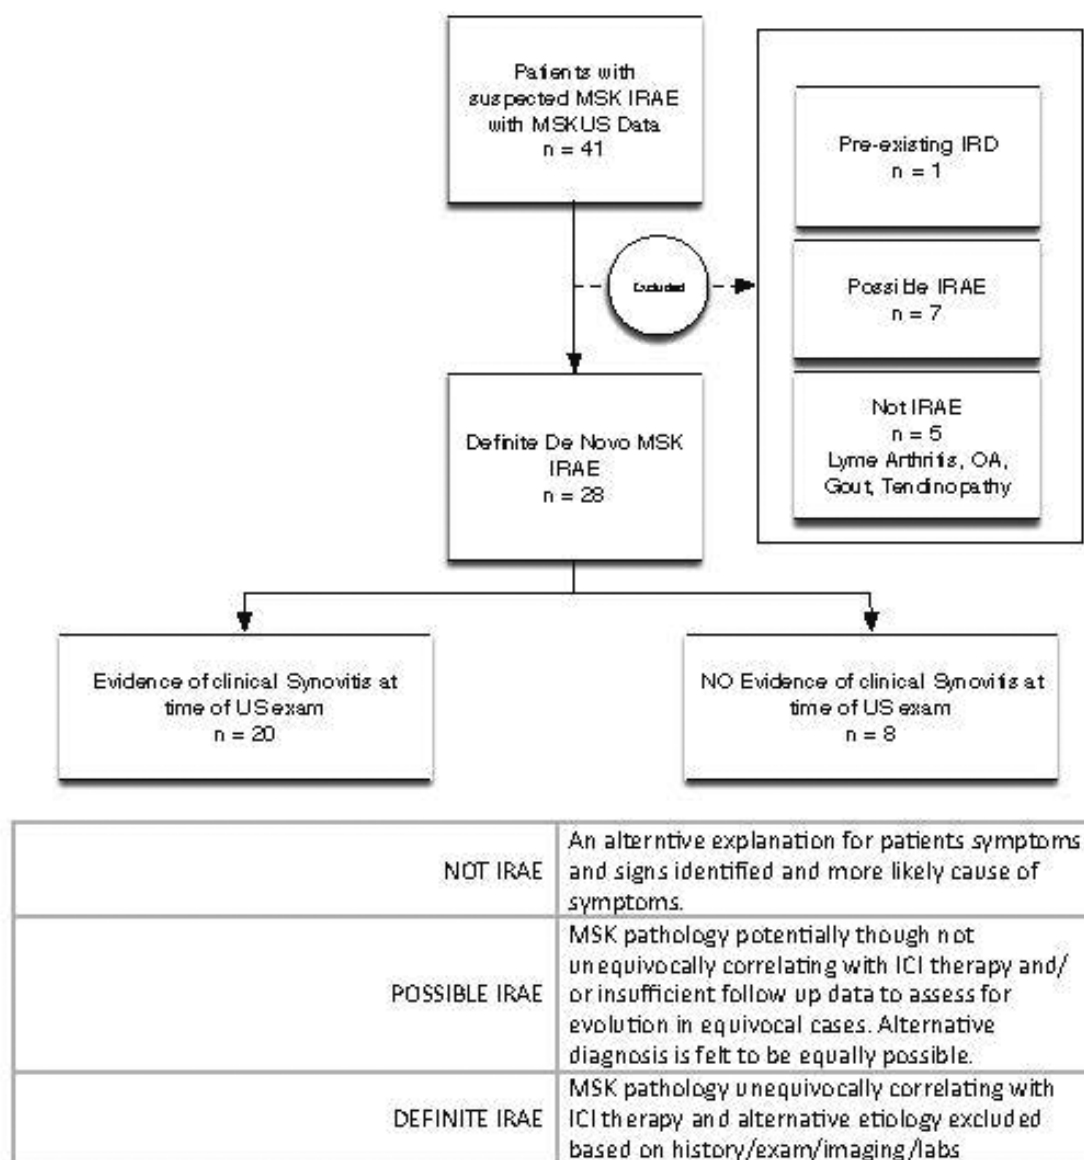 Patients with
suspected MSK IRAE
with MSKUS Data
n = 41
Excluded
Pre-existing IRD
n = 1
Possible IRAE
n = 7
Not IRAE
n = 5
Lyme Arthritis, OA,
Gout, Tendinopathy
Definite De Novo MSK
IRAE
n = 28
Evidence of clinical Synovitis at
time of US exam
n = 20
NO Evidence of clinical Synovitis at
time of US exam
n = 8
NOT IRAE
An alterntive explanation for patients symptoms
and signs identified and more likely cause of
symptoms.
POSSIBLE IRAE
MSK pathology potentially though not
unequivocally correlating with ICI therapy and/
or insufficient follow up data to assess for
evolution in equivocal cases. Alternative
diagnosis is felt to be equally possible.
DEFINITE IRAE
MSK pathology unequivocally correlating with
ICI therapy and alternative etiology excluded
based on history/exam/imaging/labs